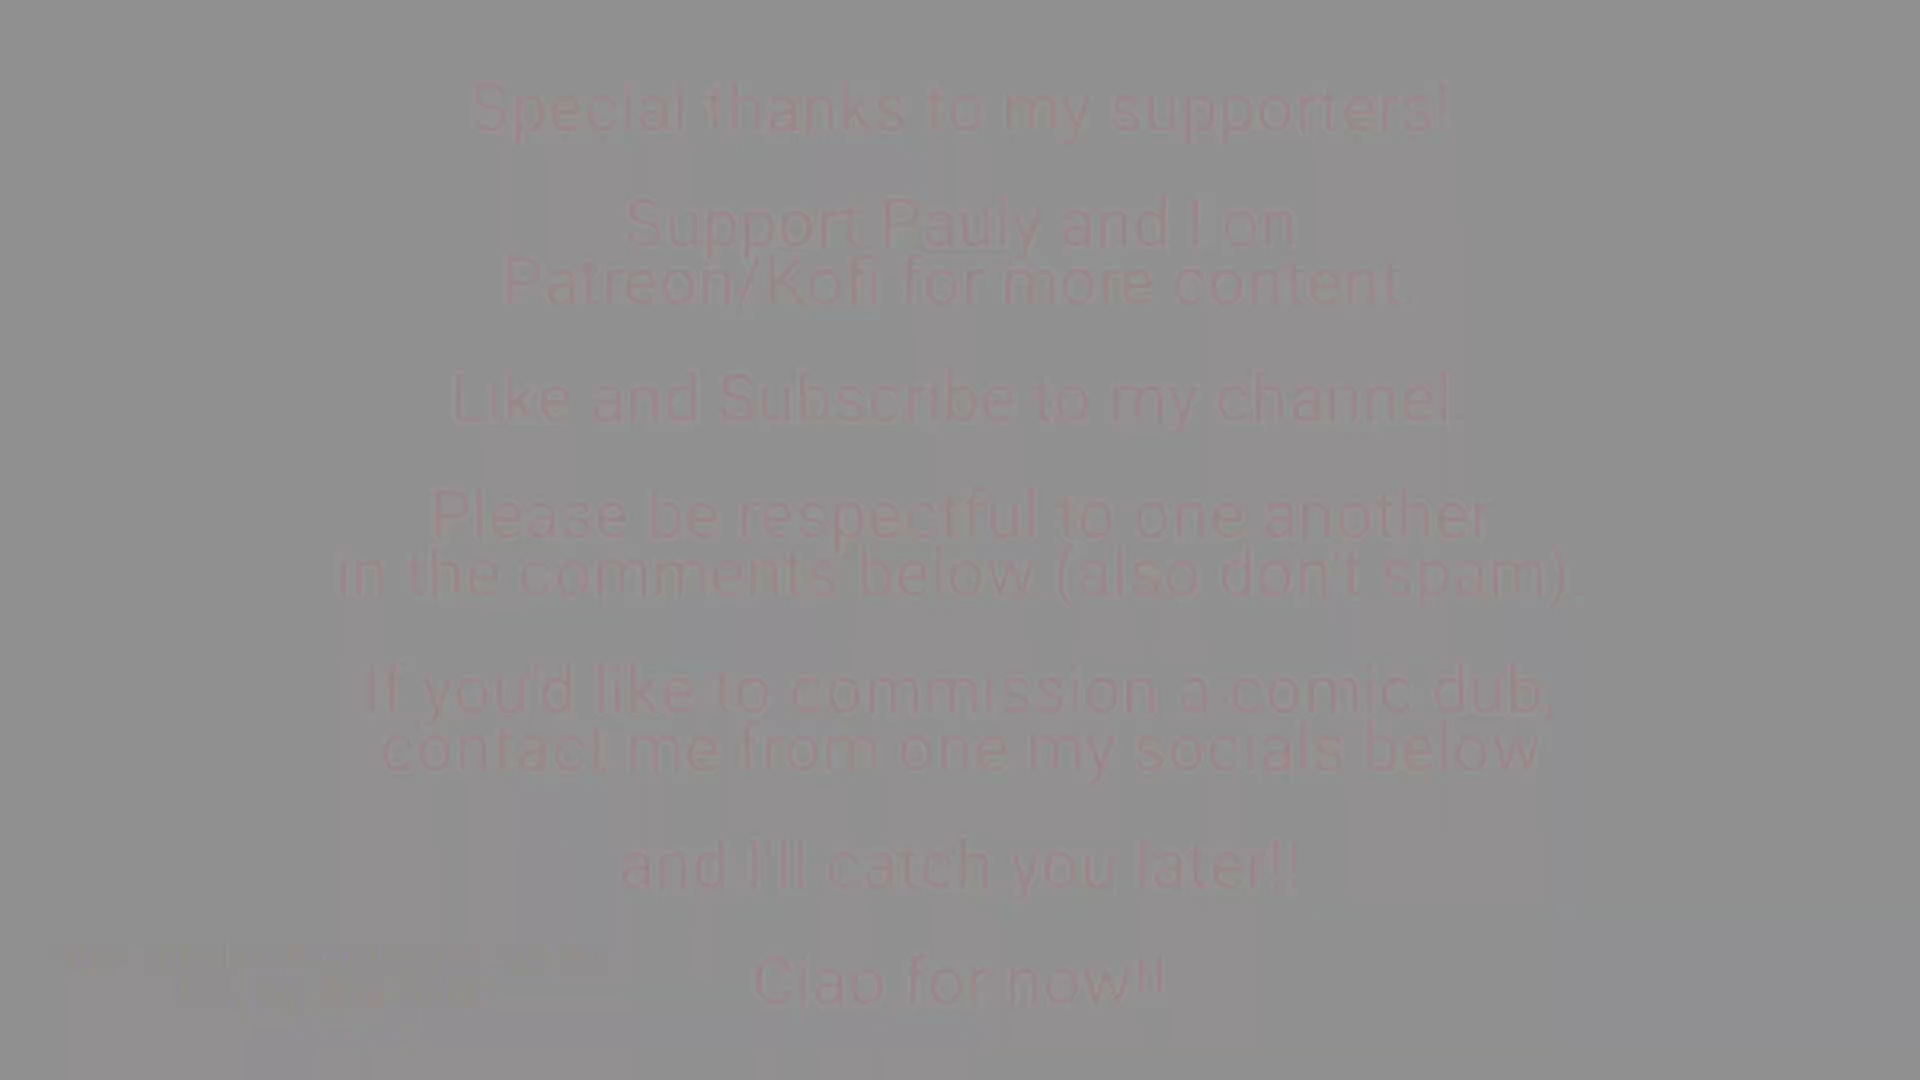 Special thanks to my supporters!
Support Pauly and I on
Patreon/Kofi for more content.
Like and Subscribe to my channel.
Please be respectful to one another
in the comments below (also don't spam).
If you'd like to commission a comic dub,
contact me from one my socials below
and I'll catch you later!!
Ciao for now!!